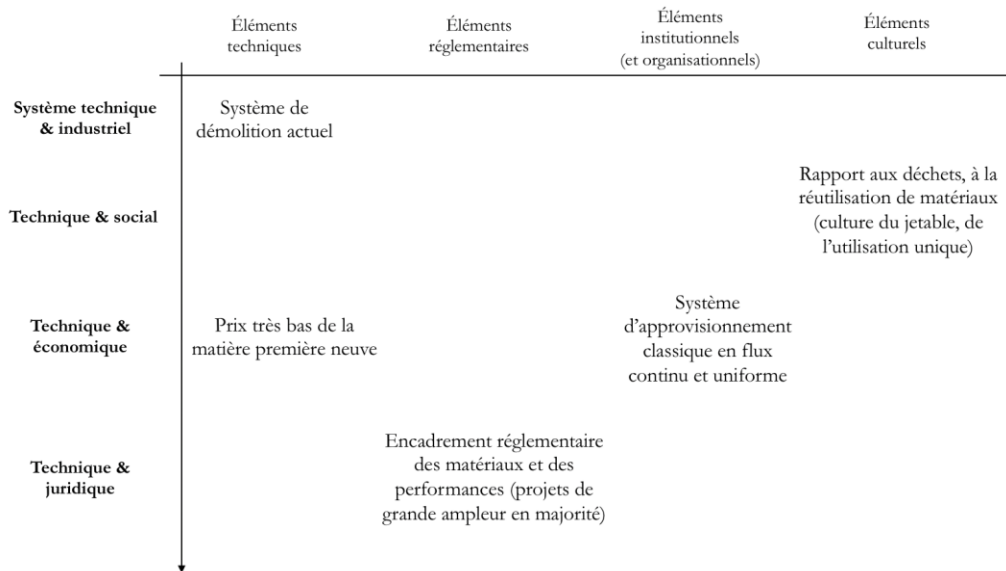 Éléments
techniques
Éléments
réglementaires
Éléments
institutionnels
(et organisationnels)
Éléments
culturels
Système technique
& industriel
Système de
démolition actuel
Technique & social
Rapport aux déchets, à la
réutilisation de matériaux
(culture du jetable, de
l'utilisation unique)
Technique &
économique
Prix très bas de la
matière première neuve
Système
d'approvisionnement
classique en flux
continu et uniforme
Technique &
juridique
Encadrement réglementaire
des matériaux et des
performances (projets de
grande ampleur en majorité)